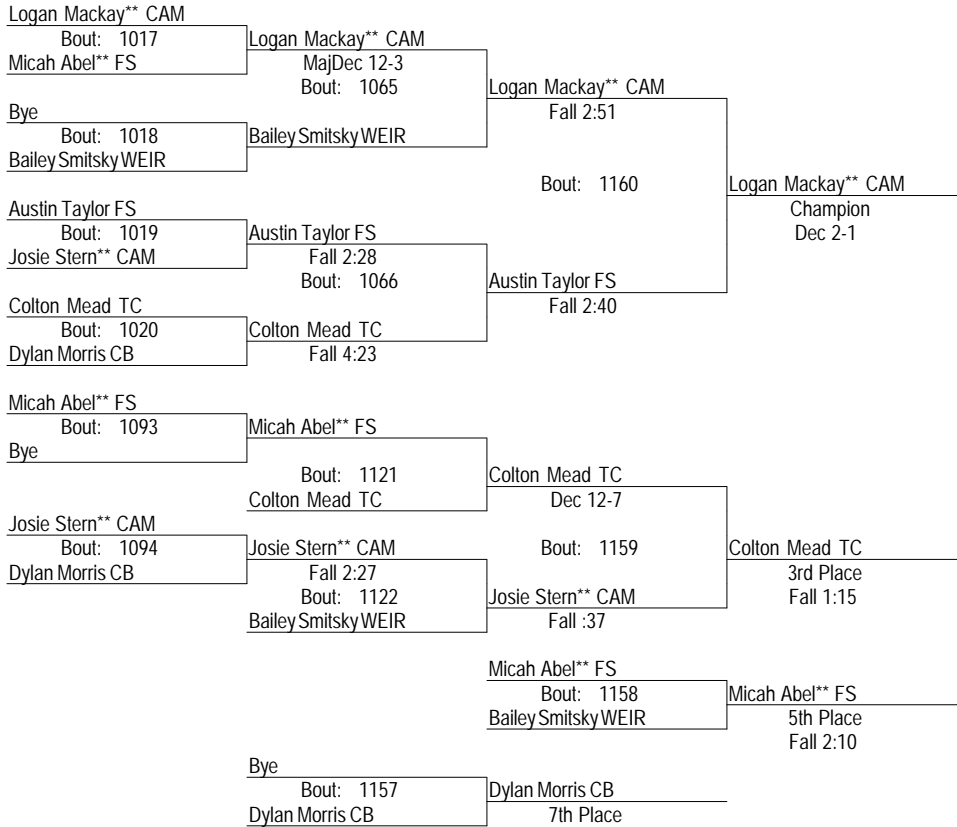 Logan Mackay** CAM
Bout: 1017
Logan Mackay** CAM
Micah Abel** FS
MajDec 12-3
Bout: 1065
Logan Mackay** CAM
Bye
Fall 2:51
Bout: 1018
Bailey Smitsky WEIR
Bailey Smitsky WEIR
Bout: 1160
Logan Mackay** CAM
Austin Taylor FS
Champion
Bout: 1019
Austin Taylor FS
Dec 2-1
Josie Stern** CAM
Fall 2:28
Bout: 1066
Austin Taylor FS
Colton Mead TC
Fall 2:40
Bout: 1020
Colton Mead TC
Dylan Morris CB
Fall 4:23
Micah Abel** FS
Bout: 1093
Micah Abel** FS
Bye
Bout: 1121
Colton Mead TC
Colton Mead TC
Dec 12-7
Josie Stern** CAM
Bout: 1094
Josie Stern** CAM
Bout: 1159
Colton Mead TC
Dylan Morris CB
Fall 2:27
3rd Place
Bout: 1122
Josie Stern** CAM
Fall 1:15
Bailey Smitsky WEIR
Fall :37
Micah Abel** FS
Bout: 1158
Micah Abel** FS
Bailey Smitsky WEIR
5th Place
Fall 2:10
Bye
Bout: 1157
Dylan Morris CB
Dylan Morris CB
7th Place